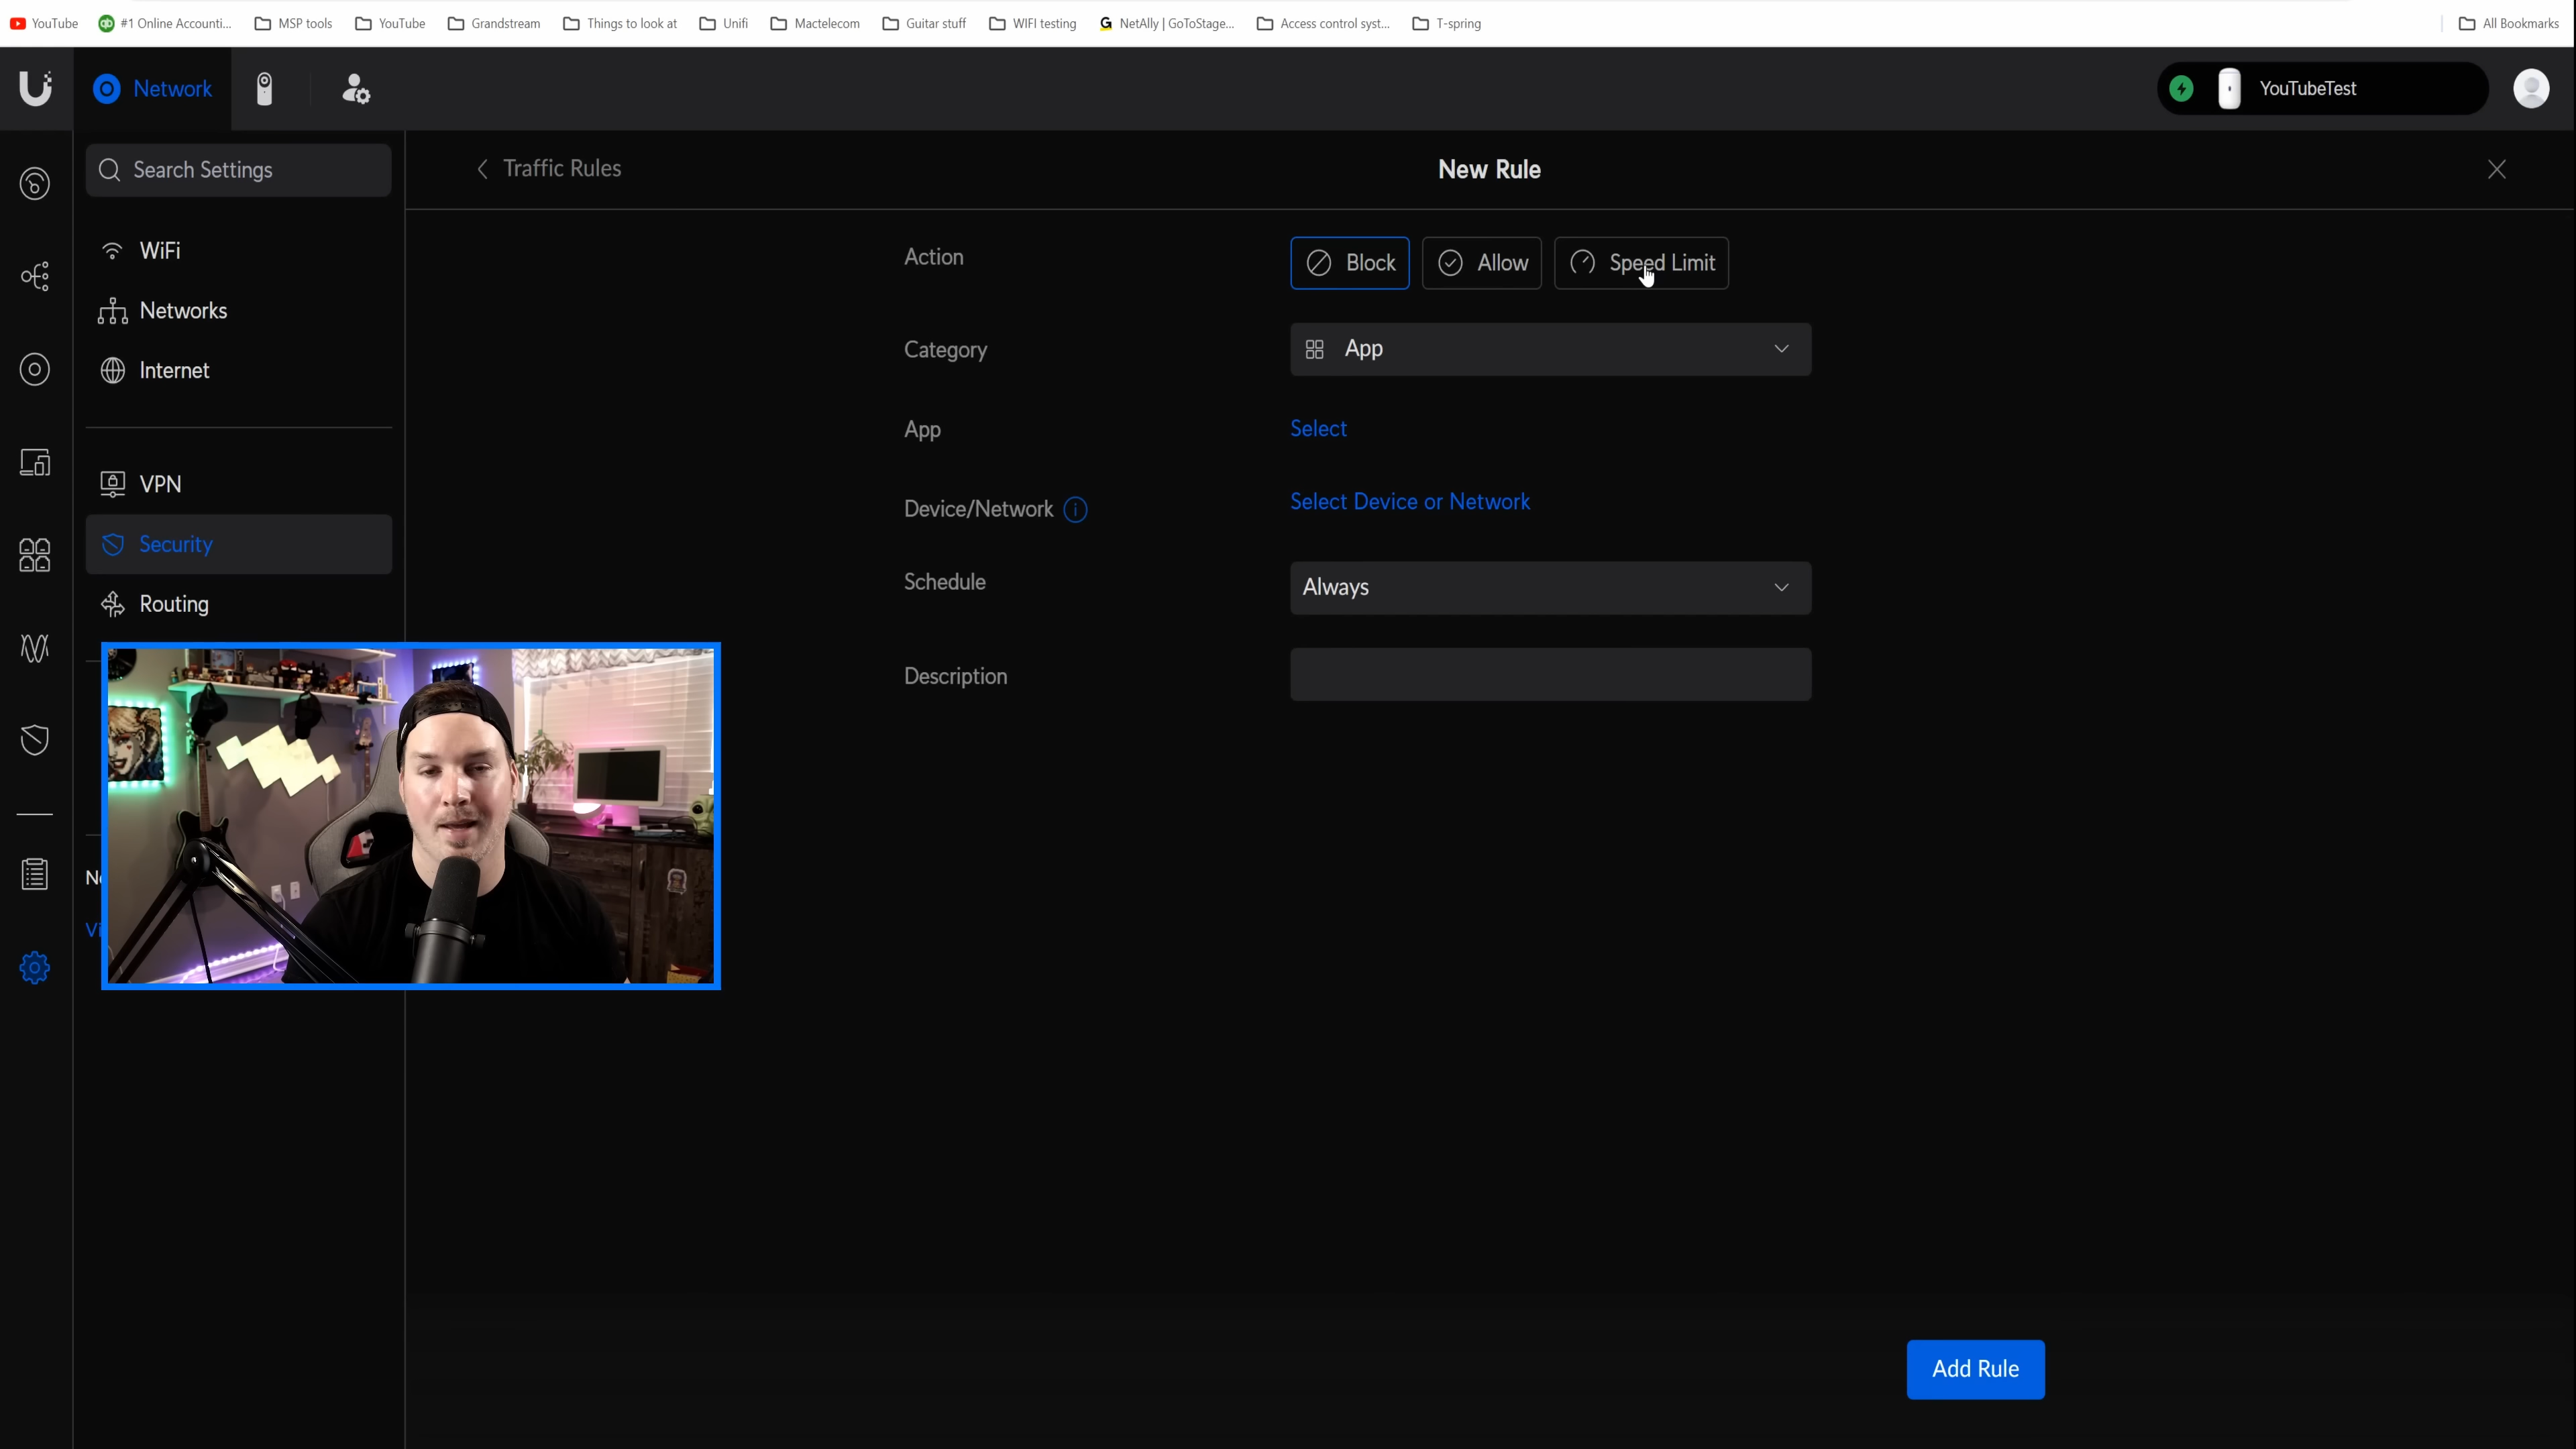 YouTube
#1 Online Accounti...
MSP tools
YouTube
Grandstream
Things to look at
Unifi
Mactelecom
Guitar stuff
WIFI testing
NetAlly | GoToStage...
Access control syst...
T-spring
All Bookmarks
Network
YouTubeTest
Search Settings
Traffic Rules
New Rule
WiFi
Networks
Internet
VPN
Security
Routing
Action
Block
Allow
Speed Limit
Category
App
App
Select
Device/Network
Select Device or Network
Schedule
Always
Description
Add Rule